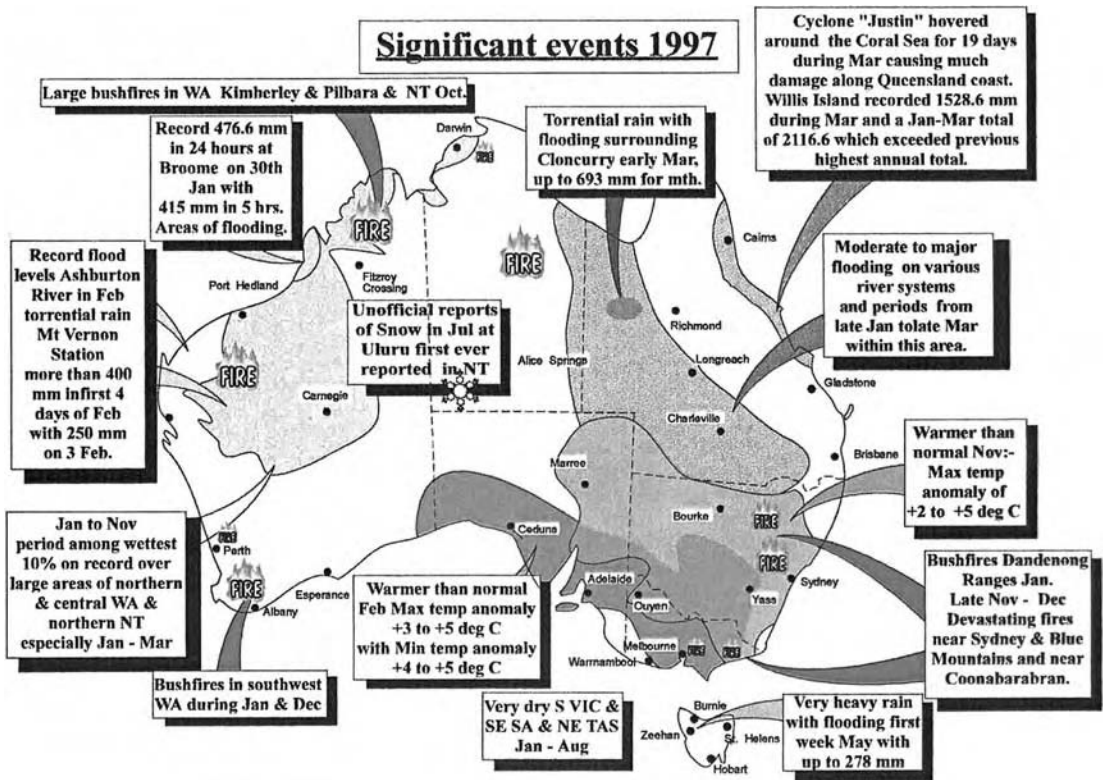 Significant events 1997
Cyclone "Justin" hovered
around the Coral Sea for 19 days
during Mar causing much
damage along Queensland coast.
Willis Island recorded 1528.6 mm
during Mar and a Jan-Mar total
of 2116.6 which exceeded previous
highest annual total.
Large bushfires in WA Kimberley & Pilbara & NT Oct.
Record 476.6 mm
in 24 hours at
Broome on 30th
Jan with
415 mm in 5 hrs.
Areas of flooding.
Darwin
FIRE
Torrential rain with
flooding surrounding
Cloncurry early Mar,
up to 693 mm for mth.
FIRE
FIRE
Cairns
Record flood
levels Ashburton
River in Feb
torrential rain
Mt Vernon
Station
more than 400
mm infirst 4
days of Feb
with 250 mm
on 3 Feb.
Port Hedland
Fitzroy
Crossing
Moderate to major
flooding on various
river systems
and periods from
late Jan tolate Mar
within this area.
Unofficial reports
of Snow in Jul at
Uluru first ever
reported in NT
Richmond
Alice Springs
Longreach
FIRE
Gladstone
Carnegie
Charleville
Warmer than
normal Nov:-
Max temp
anomaly of
+2 to +5 deg C
Brisbane
Marree
Bourke
FIRE
Jan to Nov
period among wettest
10% on record over
large areas of northern
& central WA &
northern NT
especially Jan - Mar
FIRE
Perth
FIRE
Albany
Esperance
Ceduna
FIRE
Sydney
Bushfires Dandenong
Ranges Jan.
Late Nov - Dec
Devastating fires
near Sydney & Blue
Mountains and near
Coonabarabran.
Warmer than normal
Feb Max temp anomaly
+3 to +5 deg C
with Min temp anomaly
+4 to +5 deg C
Adelaide
Ouyen
Yass
Melbourne
FIRE
FIRE
Warrnambool
Bushfires in southwest
WA during Jan & Dec
Very dry S VIC &
SE SA & NE TAS
Jan - Aug
Burnie
Zeehan
St. Helens
Hobart
Very heavy rain
with flooding first
week May with
up to 278 mm